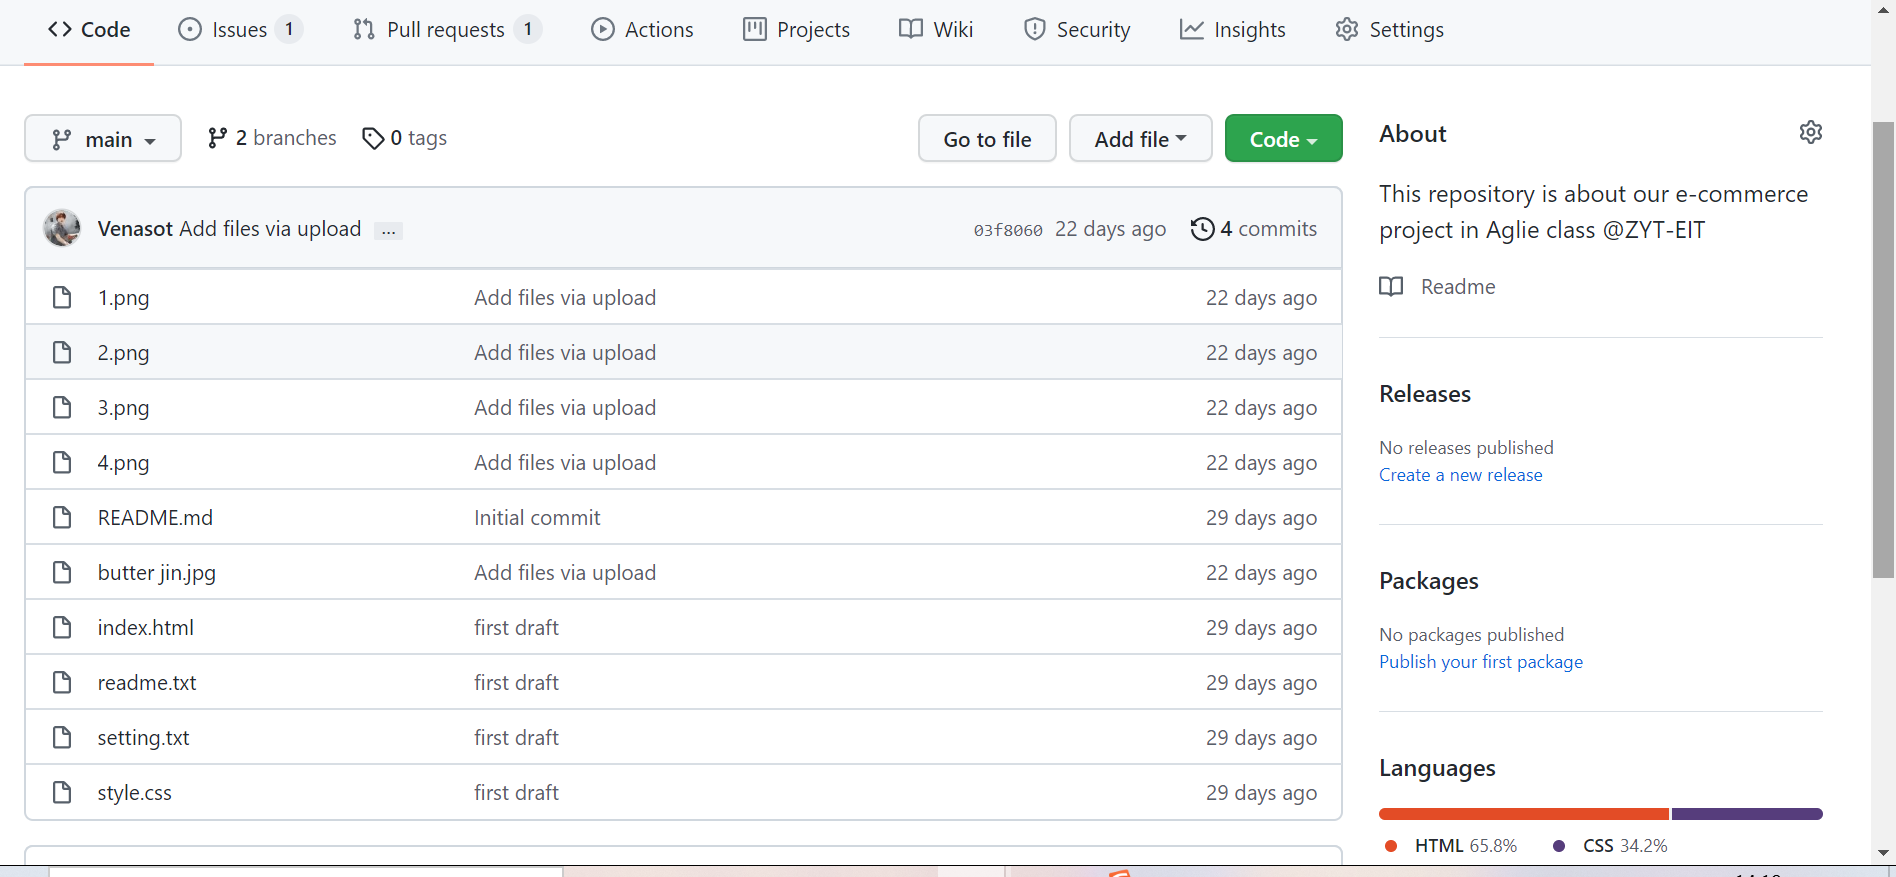 Code Issues 1 Pull requests 1 Actions Projects Wiki Security Insights Settings
main 2 branches 0 tags Go to file Add file Code
Venasot Add files via upload ... 03f8060 22 days ago 4 commits
1.png Add files via upload 22 days ago
2.png Add files via upload 22 days ago
3.png Add files via upload 22 days ago
4.png Add files via upload 22 days ago
README.md Initial commit 29 days ago
butter jin.jpg Add files via upload 22 days ago
index.html first draft 29 days ago
readme.txt first draft 29 days ago
setting.txt first draft 29 days ago
style.css first draft 29 days ago
About
This repository is about our e-commerce
project in Aglie class @ZYT-EIT
Readme
Releases
No releases published
Create a new release
Packages
No packages published
Publish your first package
Languages
HTML 65.8% CSS 34.2%